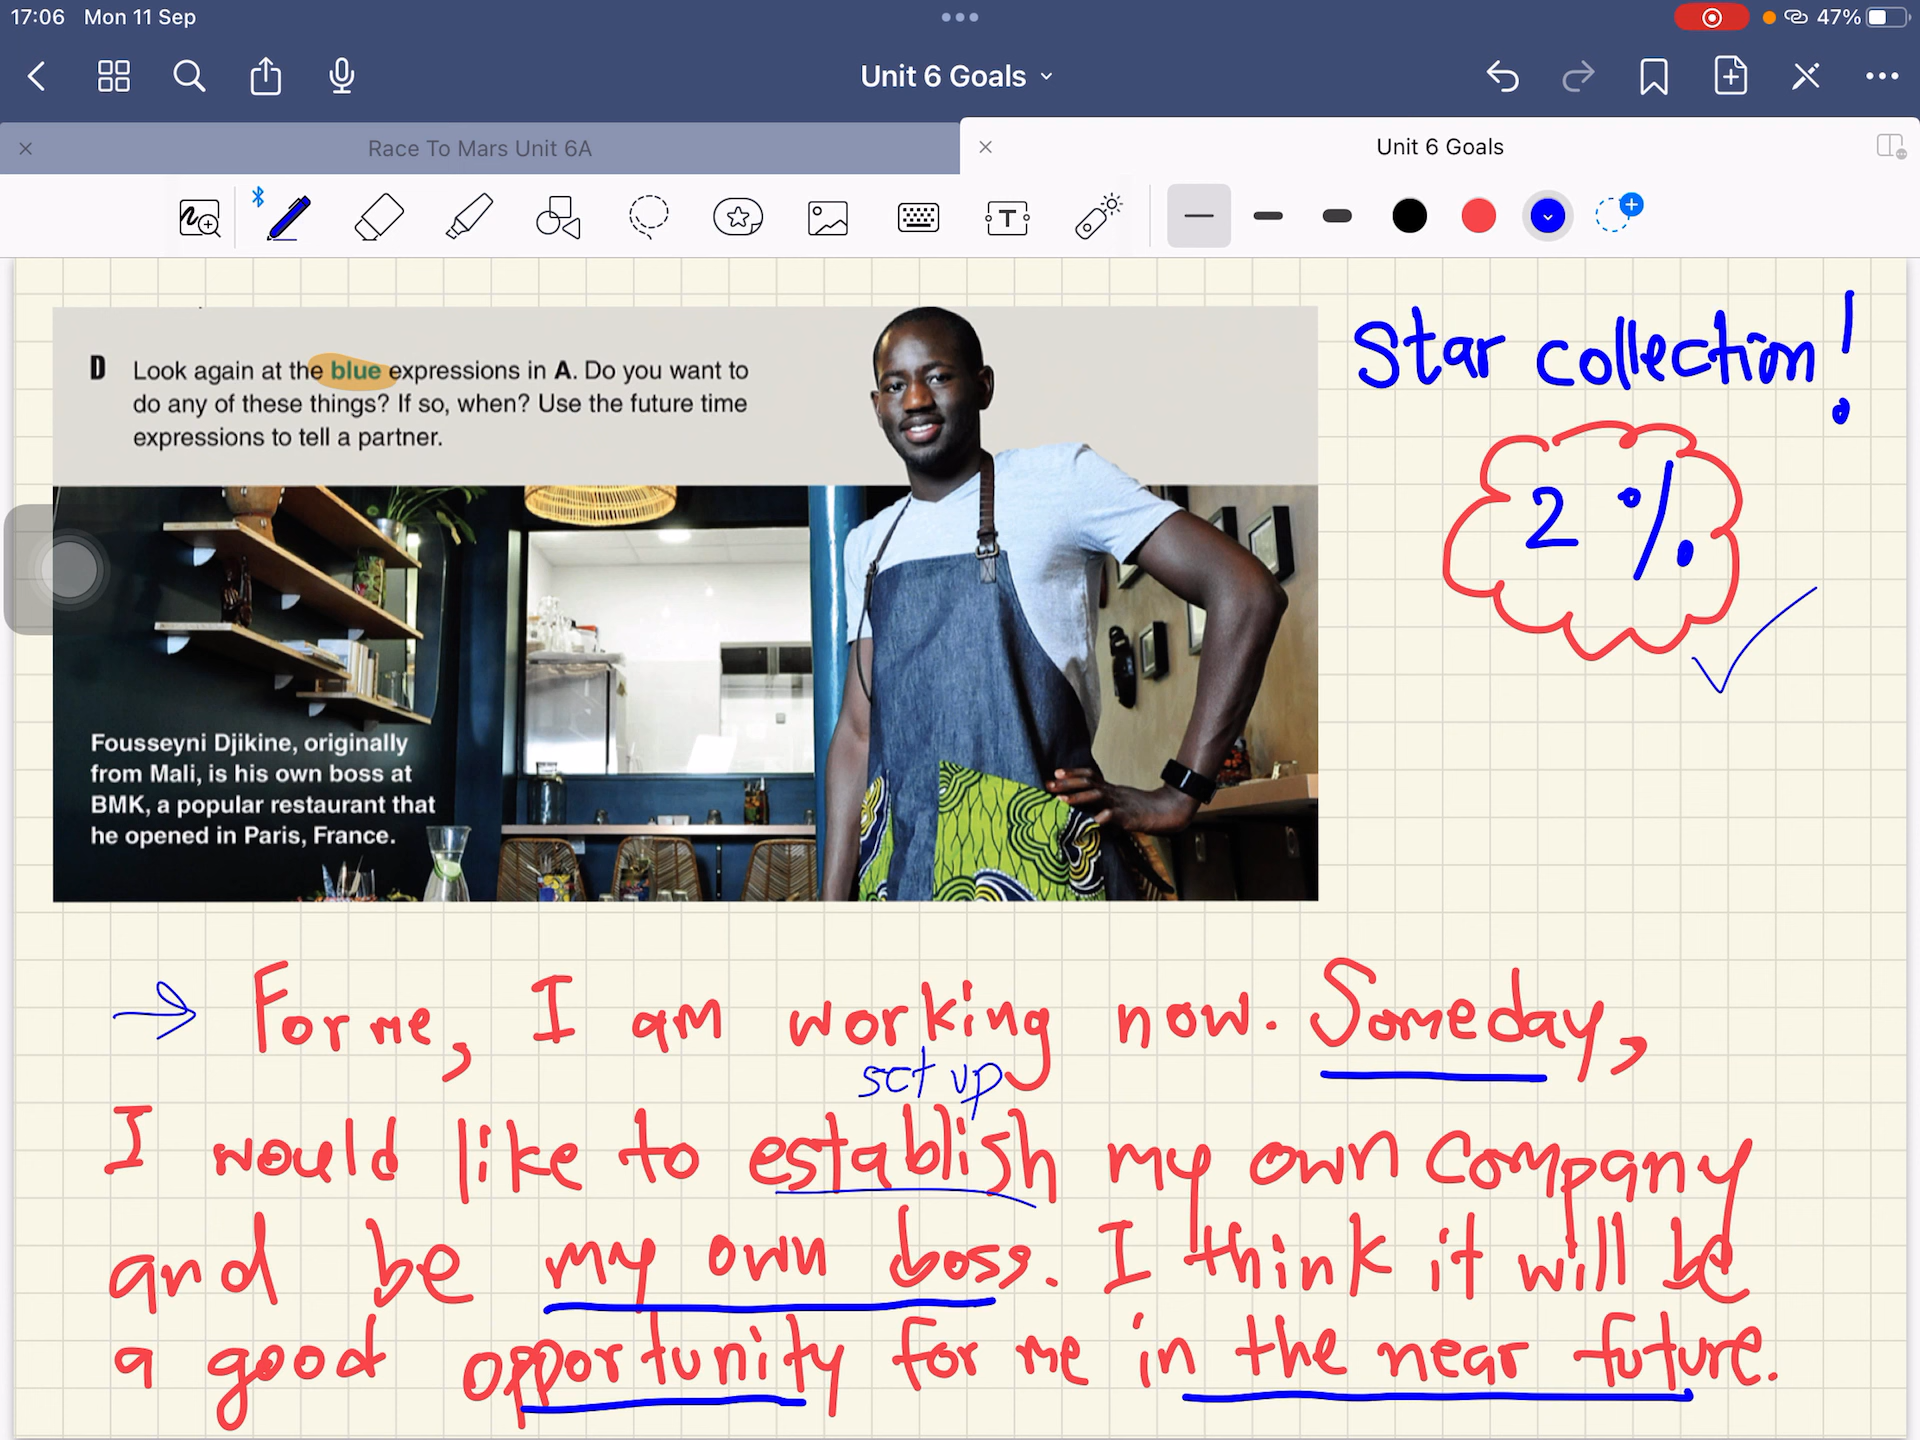 17:06 Mon 11 Sep
47%
Unit 6 Goals
Race To Mars Unit 6A
Unit 6 Goals
T
D Look again at the blue expressions in A. Do you want to
do any of these things? If so, when? Use the future time
expressions to tell a partner.
Fousseyni Djikine, originally
from Mali, is his own boss at
BMK, a popular restaurant that
he opened in Paris, France.
Star collection!
2 %
→ For me, I am working now. Someday,
set up
I would like to establish my own company
and be my own boss. I think it will be
a good opportunity for me in the near future.